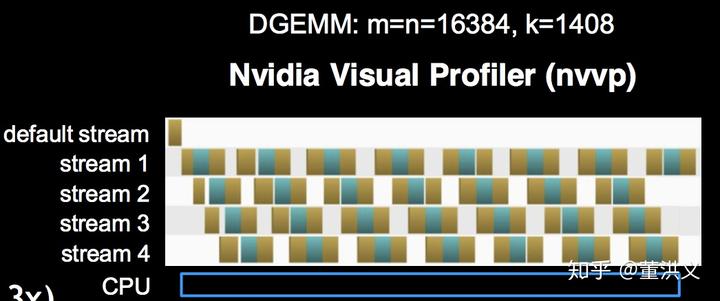 DGEMM: m=n=16384, k=1408
Nvidia Visual Profiler (nvvp)
default stream
stream 1
stream 2
stream 3
stream 4
知乎 @董洪义
3x) CPU